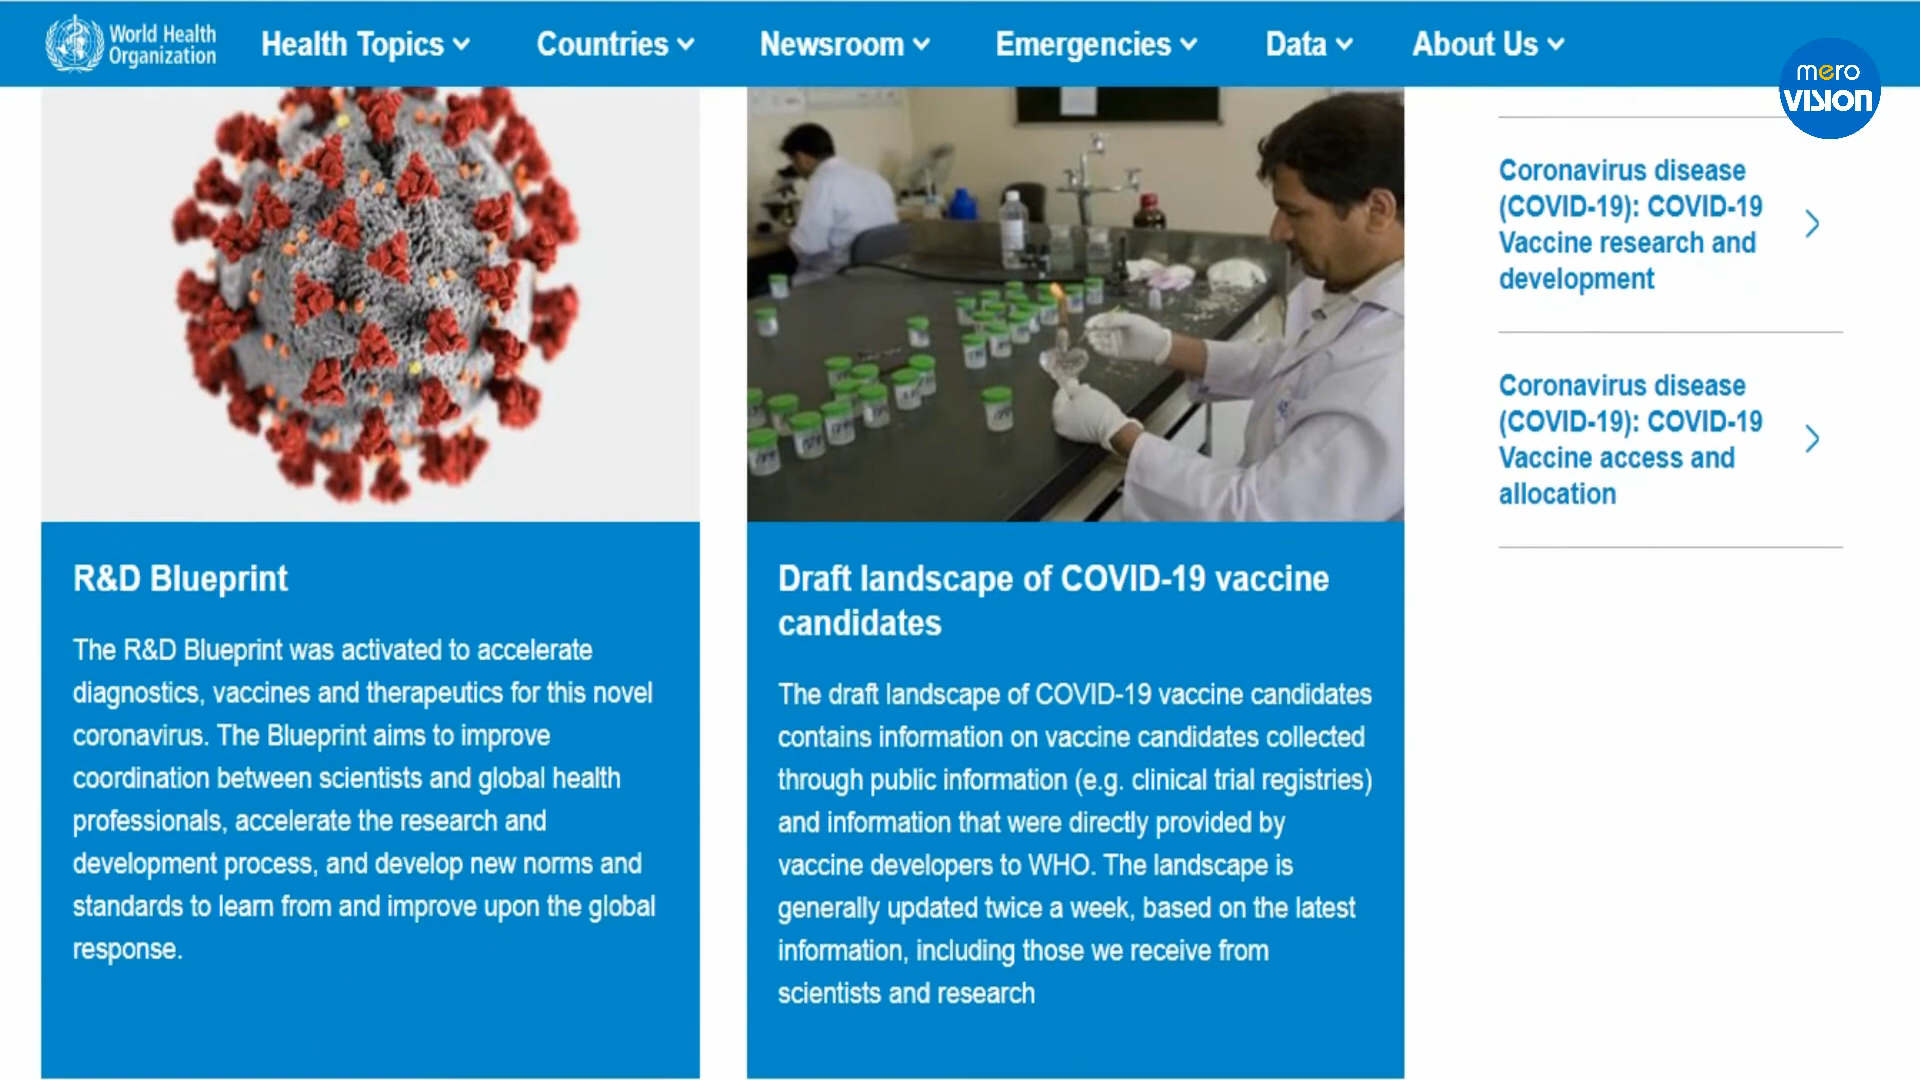 World Health
Organization
Health Topics
Countries
Newsroom
Emergencies
Data
About Us
mero
VISION
R&D Blueprint
The R&D Blueprint was activated to accelerate
diagnostics, vaccines and therapeutics for this novel
coronavirus. The Blueprint aims to improve
coordination between scientists and global health
professionals, accelerate the research and
development process, and develop new norms and
standards to learn from and improve upon the global
response.
Draft landscape of COVID-19 vaccine
candidates
The draft landscape of COVID-19 vaccine candidates
contains information on vaccine candidates collected
through public information (e.g. clinical trial registries)
and information that were directly provided by
vaccine developers to WHO. The landscape is
generally updated twice a week, based on the latest
information, including those we receive from
scientists and research
Coronavirus disease
(COVID-19): COVID-19
Vaccine research and
development
Coronavirus disease
(COVID-19): COVID-19
Vaccine access and
allocation